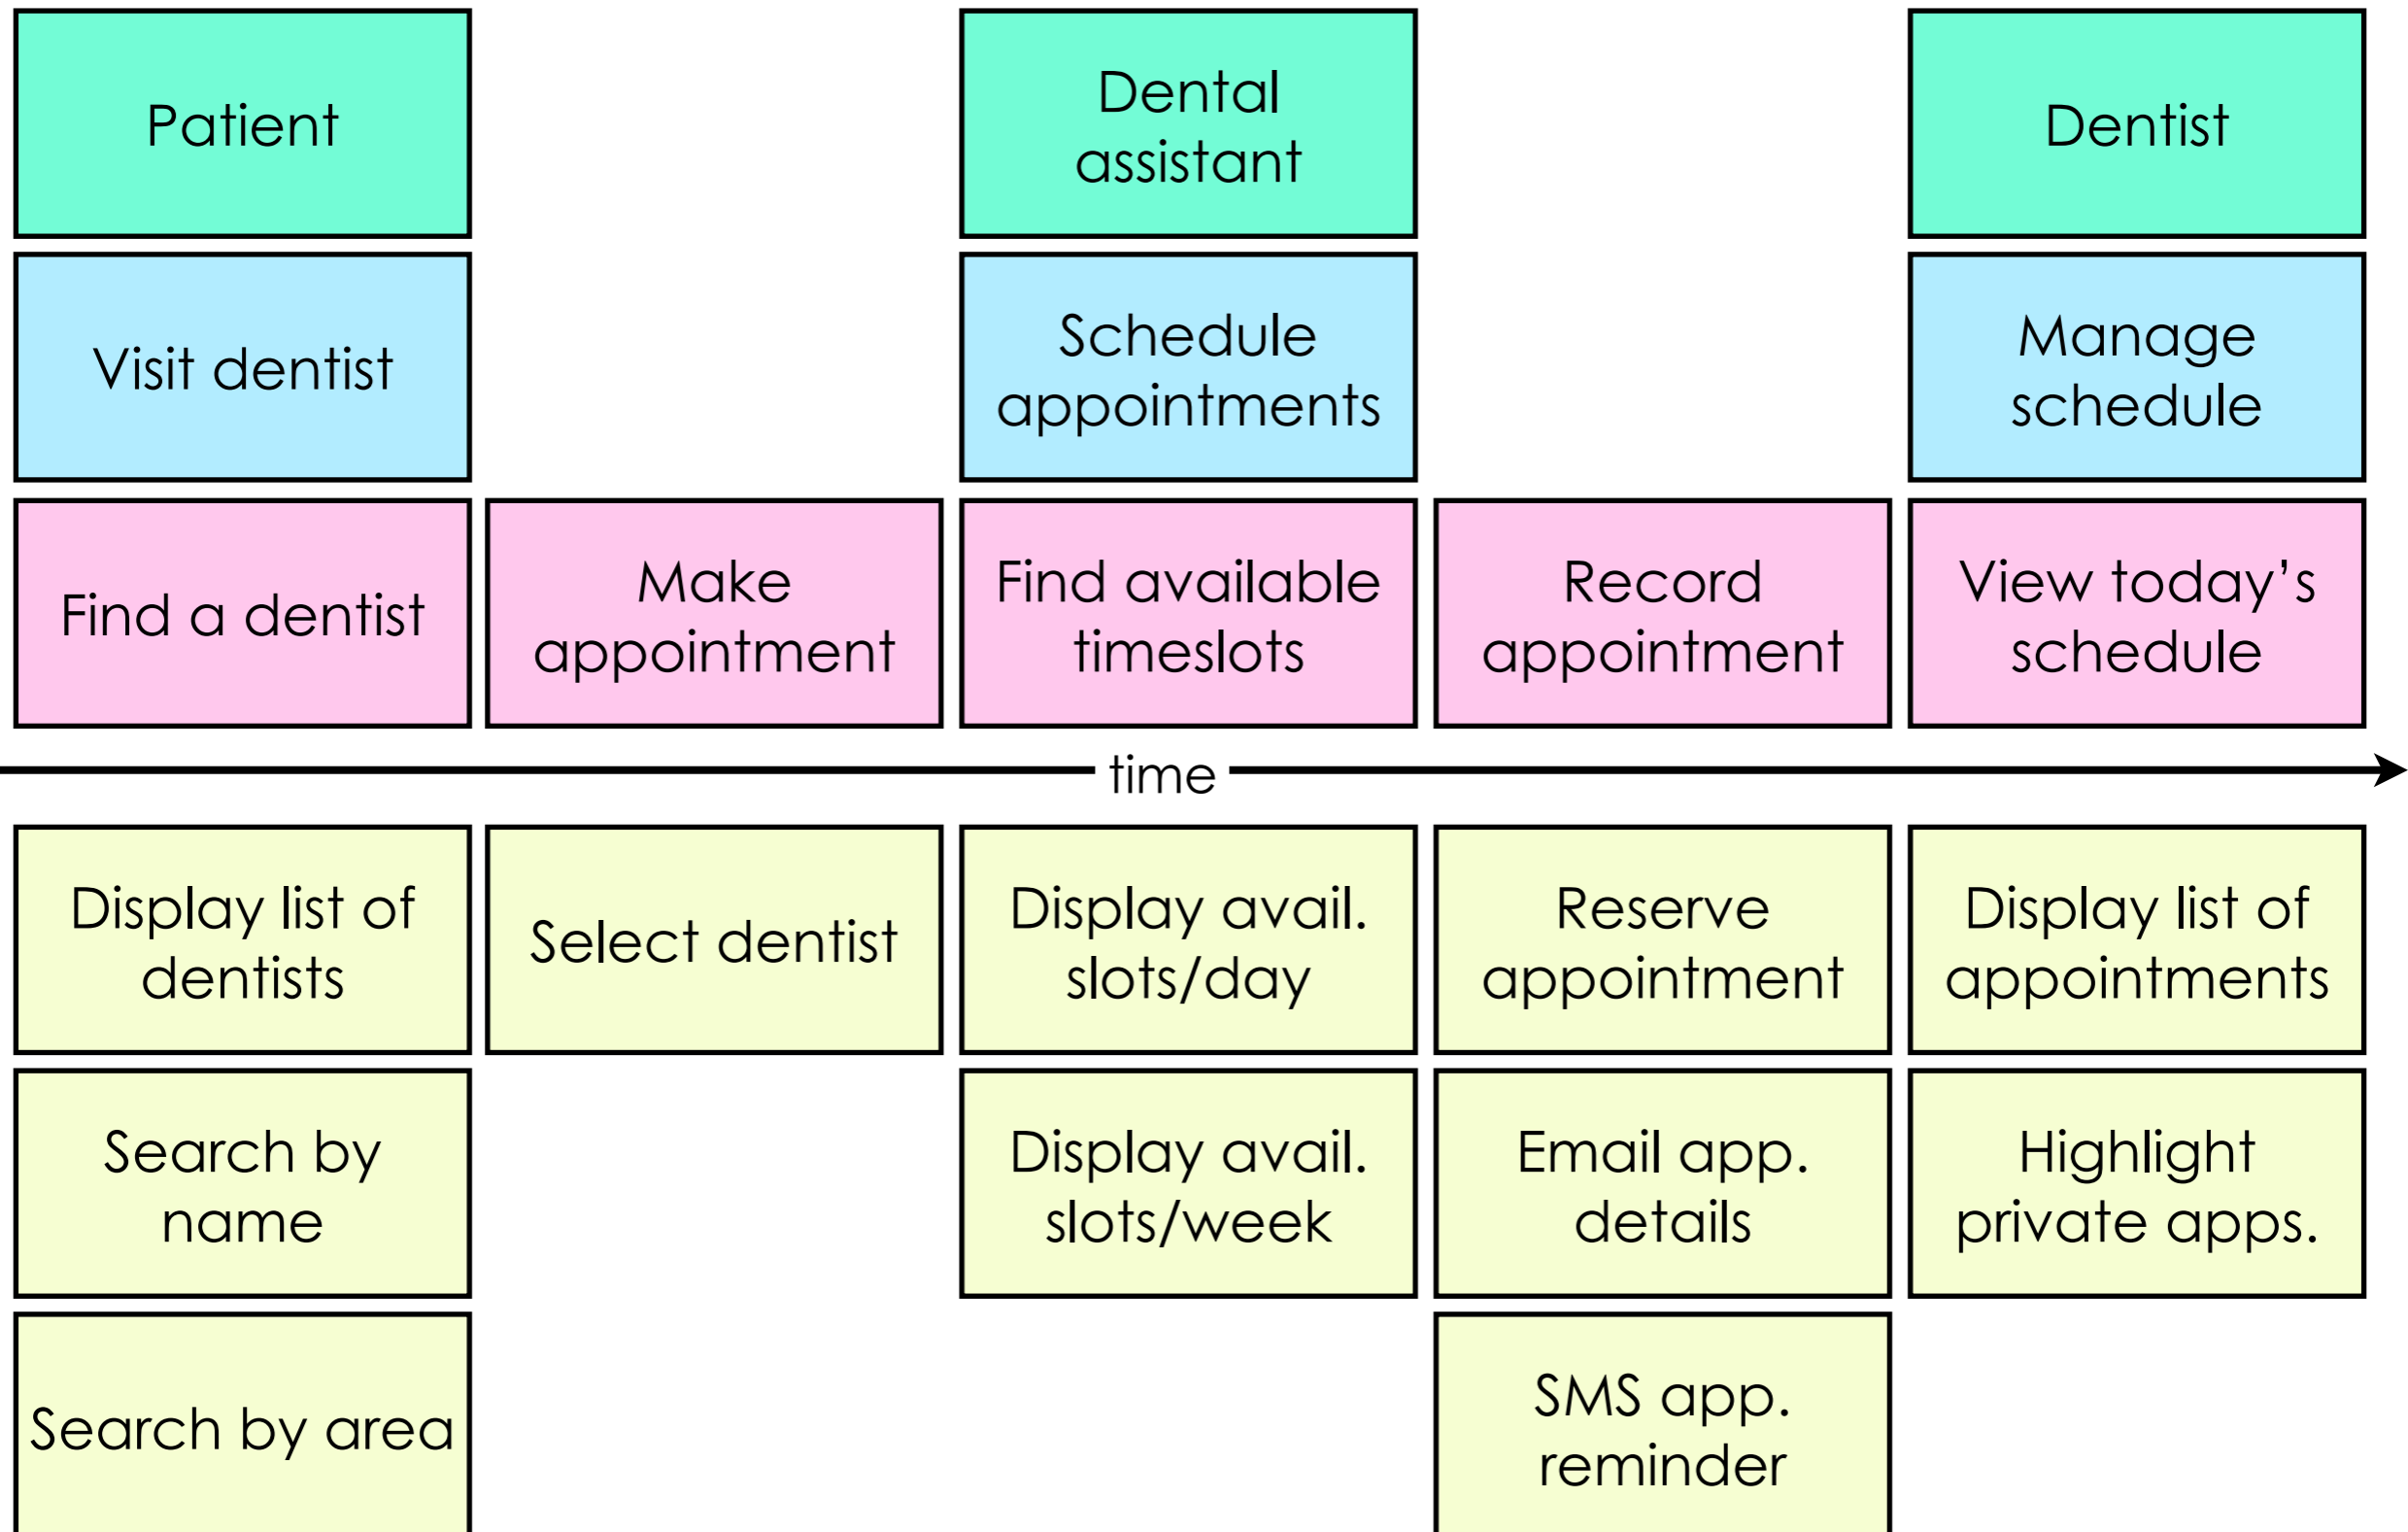 Patient
Dental
assistant
Dentist
Visit dentist
Schedule
appointments
Manage
schedule
Find a dentist
Make
appointment
Find available
timeslots
Record
appointment
View today's
schedule
time
Display list of
dentists
Select dentist
Display avail.
slots/day
Reserve
appointment
Display list of
appointments
Search by
name
Display avail.
slots/week
Email app.
details
Highlight
private apps.
Search by area
SMS app.
reminder